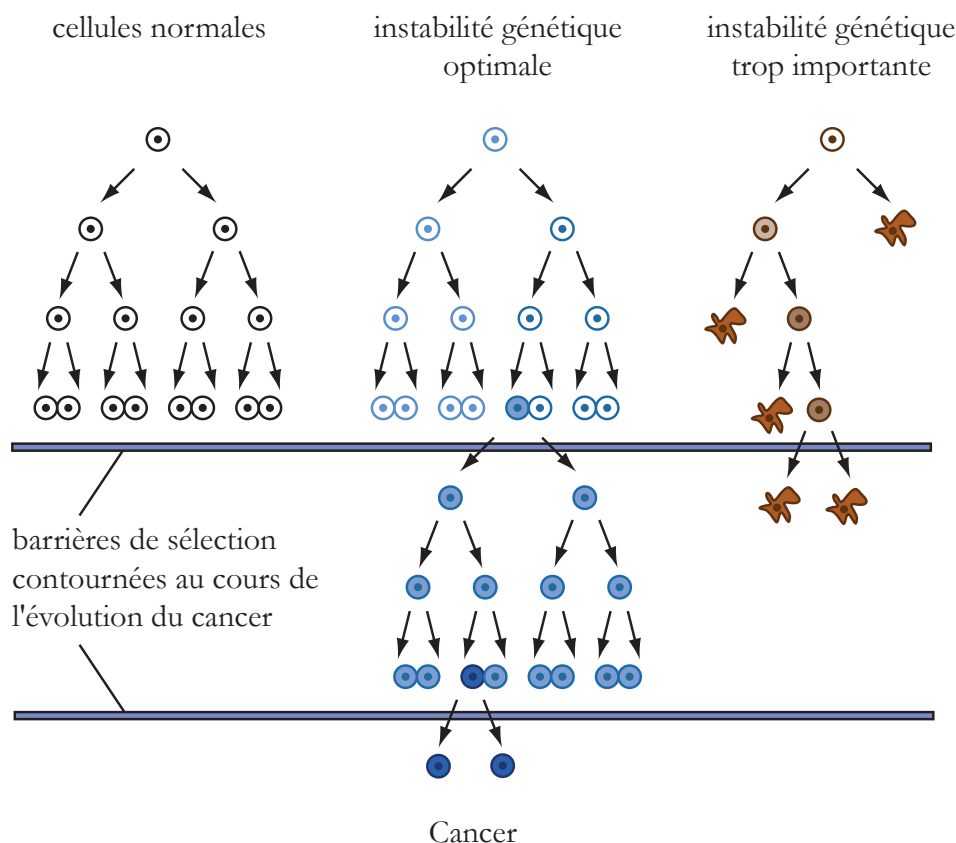 cellules normales
instabilité génétique
optimale
instabilité génétique
trop importante
barrières de sélection
contournées au cours de
l'évolution du cancer
Cancer